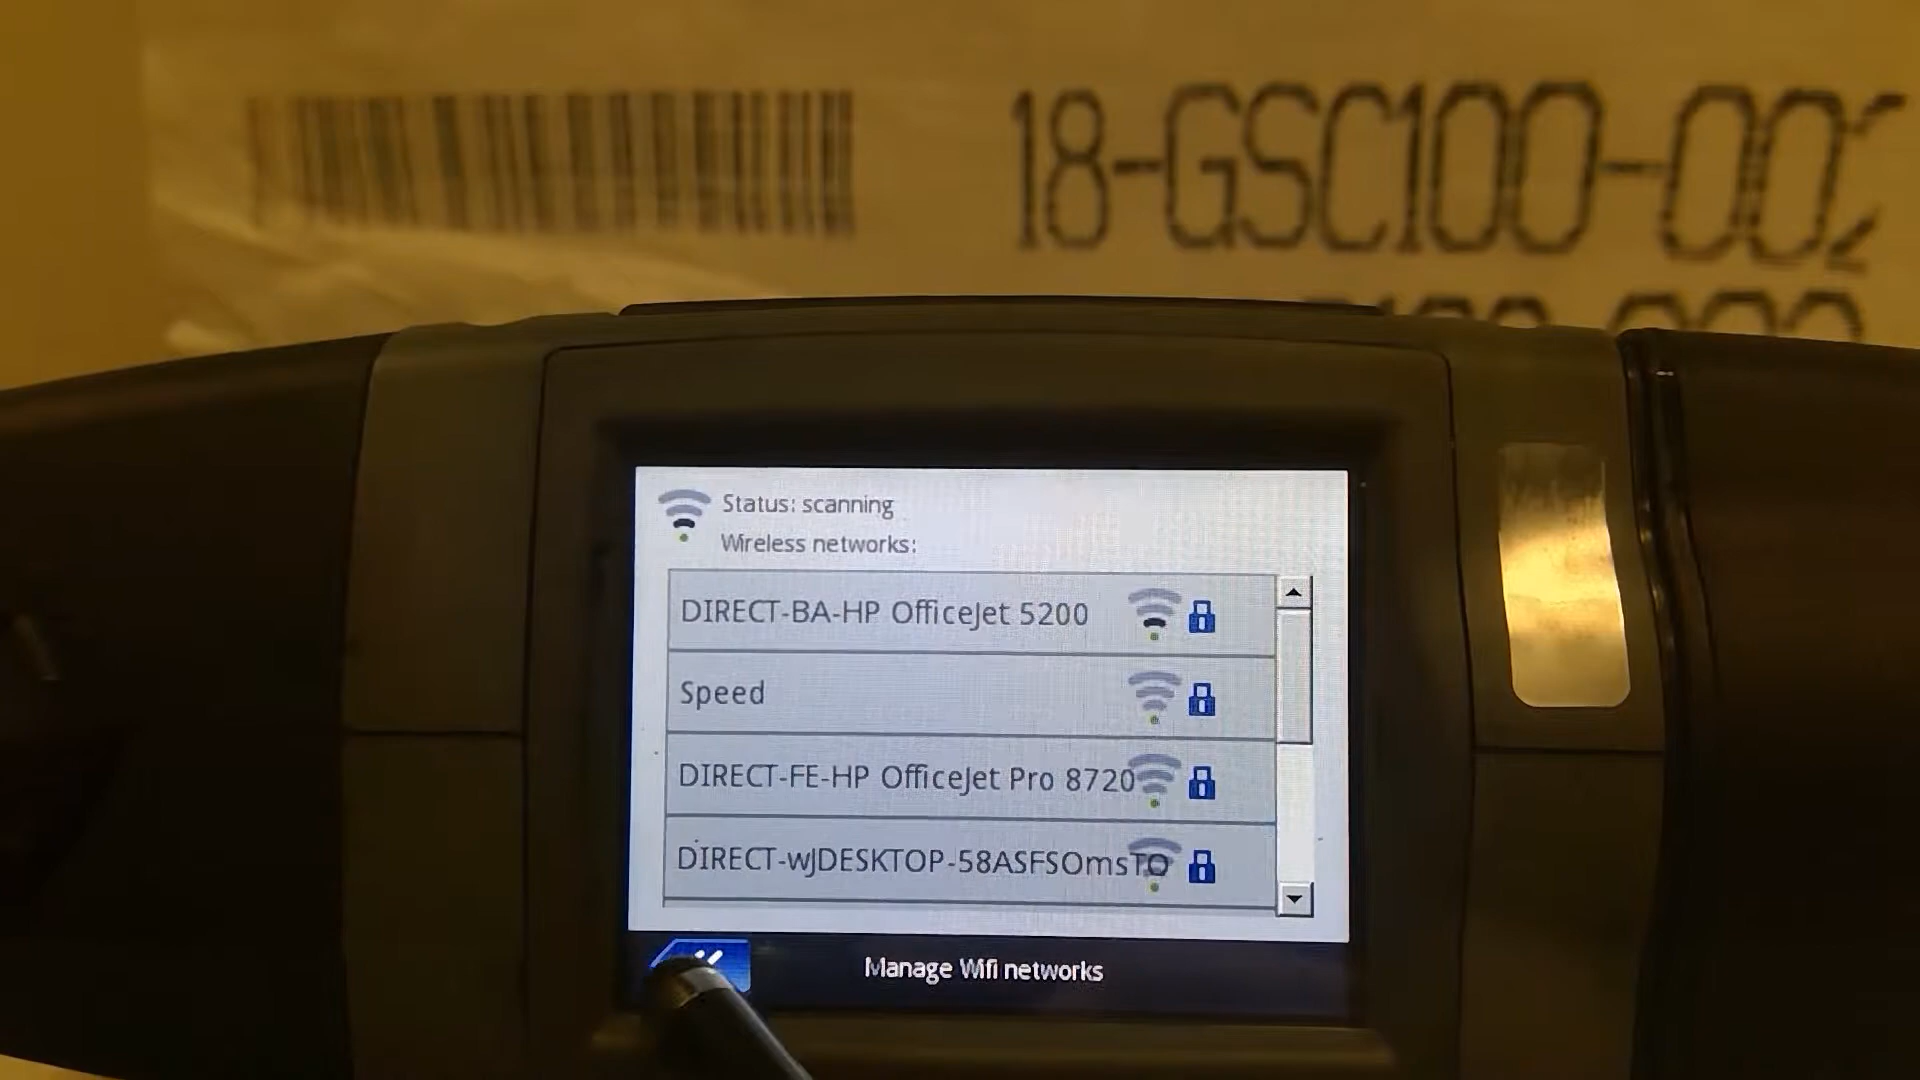 18-GSC100-002
Status: scanning
Wireless networks:
DIRECT-BA-HP OfficeJet 5200
Speed
DIRECT-FE-HP OfficeJet Pro 8720
DIRECT-wJDESKTOP-58ASFSOmsTO
Manage Wifi networks